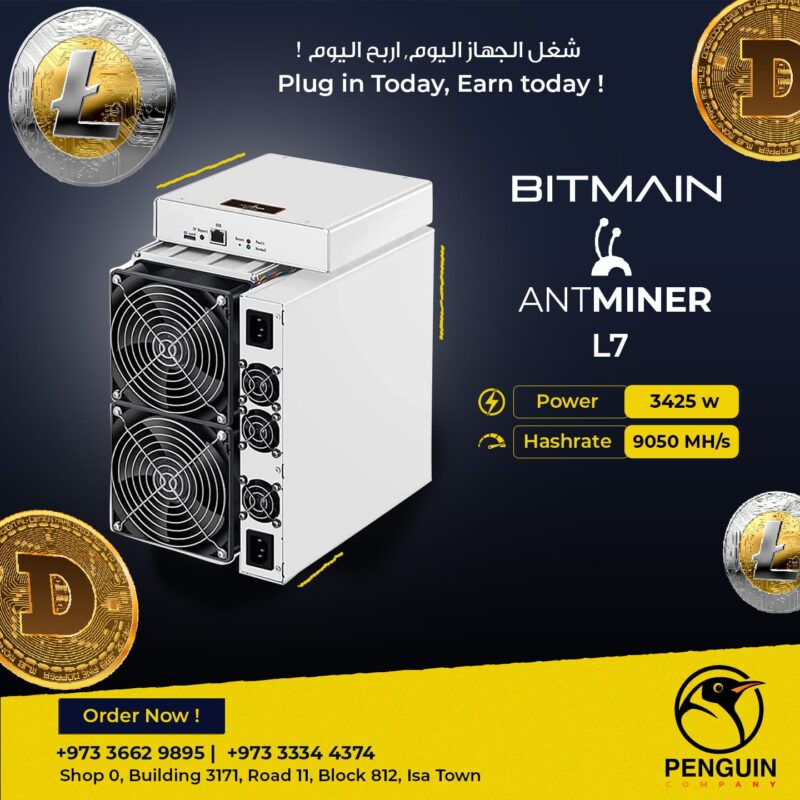 شغل الجهاز اليوم, اربح اليوم !
Plug in Today, Earn today !
BITMAIN
ANTMINER
L7
Power 3425 w
Hashrate 9050 MH/s
Order Now !
+973 3662 9895 | +973 3334 4374
Shop 0, Building 3171, Road 11, Block 812, Isa Town
PENGUIN
COMPANY